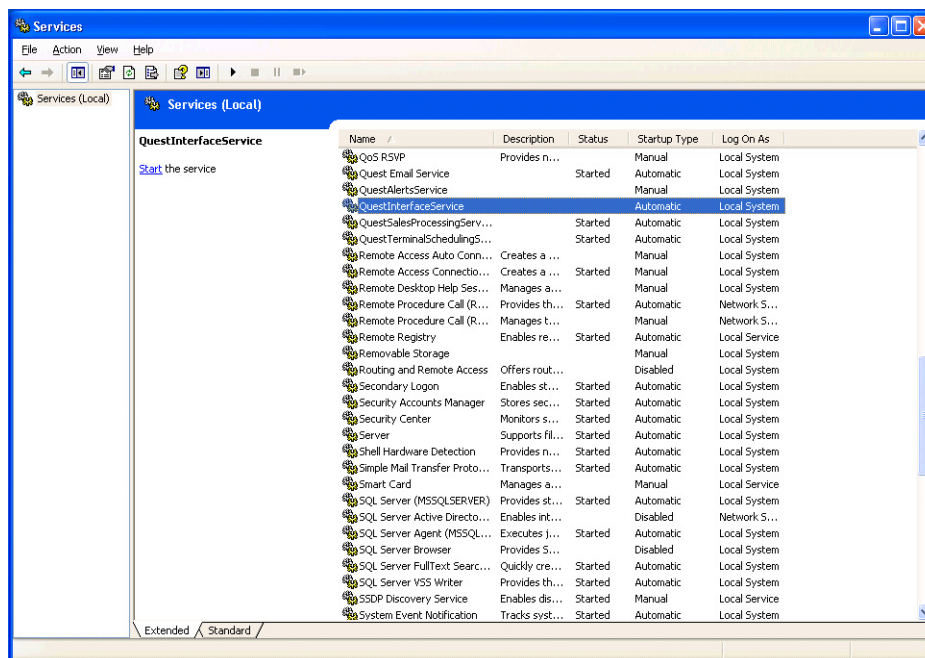 Services
File Action View Help
Services (Local)
Services (Local)
QuestInterfaceService
Start the service
Name Description Status Startup Type Log On As
QoS RSVP Provides n... Manual Local System
Quest Email Service Started Automatic Local System
QuestAlertsService Manual Local System
QuestInterfaceService Automatic Local System
QuestSalesProcessingServ... Started Automatic Local System
QuestTerminalSchedulingS... Started Automatic Local System
Remote Access Auto Conn... Creates a ... Manual Local System
Remote Access Connectio... Creates a ... Started Manual Local System
Remote Desktop Help Ses... Manages a... Manual Local System
Remote Procedure Call (R... Provides th... Started Automatic Network S...
Remote Procedure Call (R... Manages t... Manual Network S...
Remote Registry Enables re... Started Automatic Local Service
Removable Storage Manual Local System
Routing and Remote Access Offers rout... Disabled Local System
Secondary Logon Enables st... Started Automatic Local System
Security Accounts Manager Stores sec... Started Automatic Local System
Security Center Monitors s... Started Automatic Local System
Server Supports fil... Started Automatic Local System
Shell Hardware Detection Provides n... Started Automatic Local System
Simple Mail Transfer Proto... Transports... Started Automatic Local System
Smart Card Manages a... Manual Local Service
SQL Server (MSSQLSERVER) Provides st... Started Automatic Local System
SQL Server Active Directo... Enables int... Disabled Network S...
SQL Server Agent (MSSQL... Executes j... Started Automatic Local System
SQL Server Browser Provides S... Disabled Local System
SQL Server FullText Searc... Quickly cre... Started Automatic Local System
SQL Server VSS Writer Provides th... Started Automatic Local System
SSDP Discovery Service Enables dis... Started Manual Local Service
System Event Notification Tracks syst... Started Automatic Local System
Extended Standard